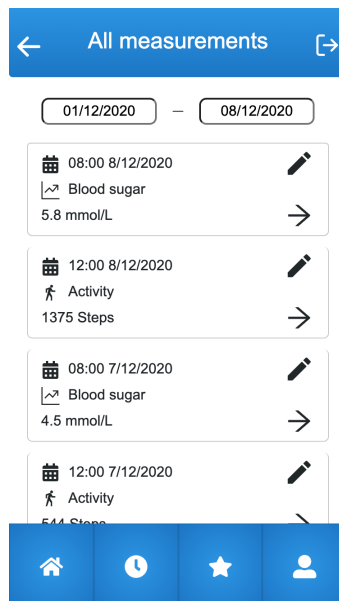 All measurements
01/12/2020 — 08/12/2020
08:00 8/12/2020
Blood sugar
5.8 mmol/L
12:00 8/12/2020
Activity
1375 Steps
08:00 7/12/2020
Blood sugar
4.5 mmol/L
12:00 7/12/2020
Activity
544 Steps